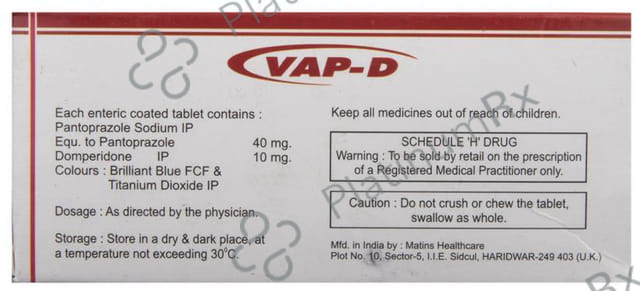 VAP-D
Each enteric coated tablet contains :
Pantoprazole Sodium IP
Equ. to Pantoprazole 40 mg.
Domperidone IP 10 mg.
Colours : Brilliant Blue FCF &
Titanium Dioxide IP
Dosage : As directed by the physician.
Storage : Store in a dry & dark place, at
a temperature not exceeding 30°C.
Keep all medicines out of reach of children.
SCHEDULE 'H' DRUG
Warning : To be sold by retail on the prescription
of a Registered Medical Practitioner only.
Caution : Do not crush or chew the tablet,
swallow as whole.
Mfd. in India by : Matins Healthcare
Plot No. 10, Sector-5, I.I.E. Sidcul, HARIDWAR-249 403 (U.K.)
PlatinumRx